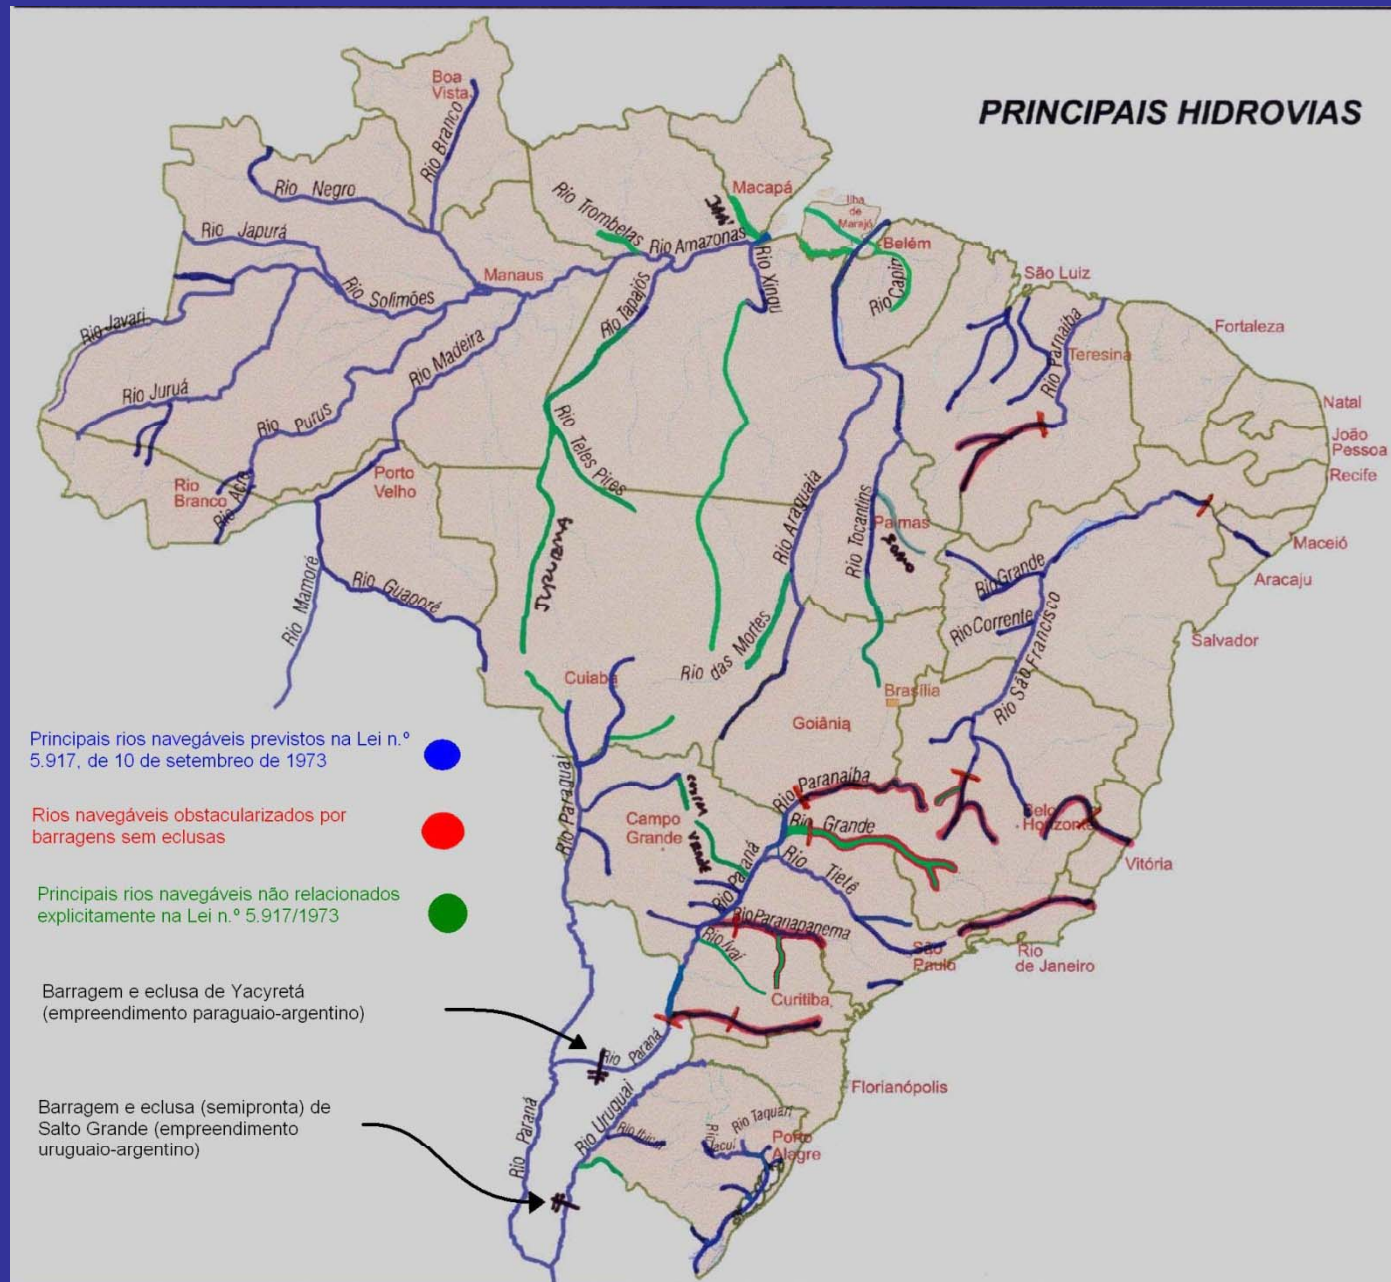 PRINCIPAIS HIDROVIAS
Boa
Vista
Rio Branco
Rio Negro
Rio Japurá
Rio Solimões
Manaus
Rio Trombelas
Macapá
JARÍ
Rio Amazonas
Ilha
de
Marajó
Belém
Rio Capim
Rio Xingu
Rio Tapajós
São Luiz
Fortaleza
Rio Parnaíba
Teresina
Natal
João
Pessoa
Recife
Rio Javari
Rio Juruá
Rio Purus
Rio Madeira
Rio
Branco
Rio Acre
Porto
Velho
Rio Teles Pires
JURUENA
Rio Araguaia
Rio Tocantins
Palmas
SONO
Maceió
Aracaju
Salvador
Rio Mamoré
Rio Guaporé
Rio Grande
Rio Corrente
Rio São Francisco
Rio das Mortes
Cuiabá
Brasília
Goiânia
Principais rios navegáveis previstos na Lei n.º
5.917, de 10 de setembreo de 1973
Rios navegáveis obstacularizados por
barragens sem eclusas
Principais rios navegáveis não relacionados
explicitamente na Lei n.º 5.917/1973
Rio Paraguai
Campo
Grande
VERDE
Rio Paranaíba
Rio Grande
Belo
Horizonte
Vitória
Rio Paraná
Rio Tietê
Rio Paranapanema
Rio Ivaí
São
Paulo
Rio
de Janeiro
Curitiba
Barragem e eclusa de Yacyretá
(empreendimento paraguaio-argentino)
Rio Paraná
Florianópolis
Barragem e eclusa (semipronta) de
Salto Grande (empreendimento
uruguaio-argentino)
Rio Paraná
Rio Uruguai
Rio Taquari
Porto
Alagre